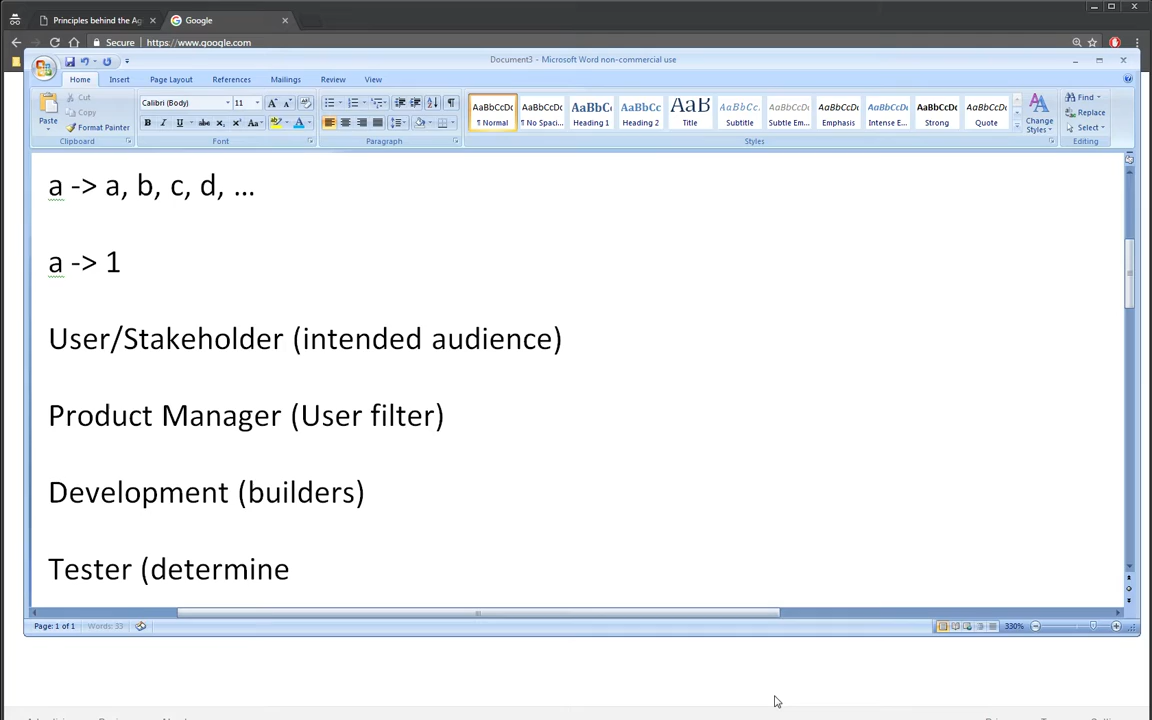 Principles behind the Ag
Google
Secure | https://www.google.com
Document3 - Microsoft Word non-commercial use
Home Insert Page Layout References Mailings Review View
Paste
Cut
Copy
Format Painter
Clipboard
Calibri (Body) 11
Font
Paragraph
AaBbCcDc AaBbCcDc AaBbC AaBbCc AaB AaBbCc. AaBbCcDc AaBbCcDc AaBbCcDc AaBbCcDc AaBbCcDc
¶ Normal ¶ No Spaci... Heading 1 Heading 2 Title Subtitle Subtle Em... Emphasis Intense E... Strong Quote
Change Styles
Styles
Find
Replace
Select
Editing
a -> a, b, c, d, ...
a -> 1
User/Stakeholder (intended audience)
Product Manager (User filter)
Development (builders)
Tester (determine
Page: 1 of 1 Words: 33
330%